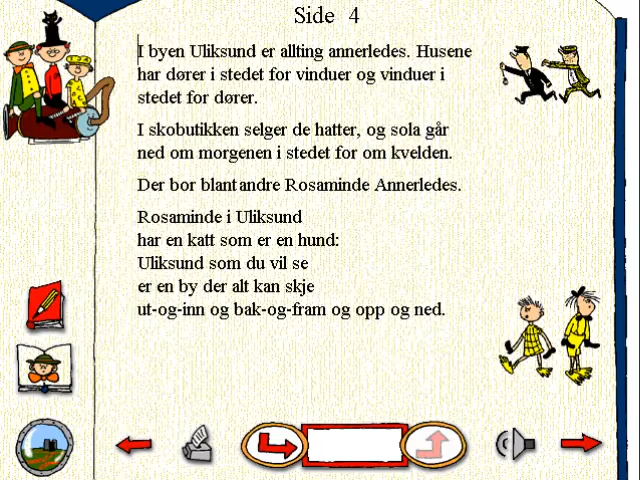 Side 4
I byen Uliksund er allting annerledes. Husene
har dører i stedet for vinduer og vinduer i
stedet for dører.
I skobutikken selger de hatter, og sola går
ned om morgenen i stedet for om kvelden.
Der bor blant andre Rosaminde Annerledes.
Rosaminde i Uliksund
har en katt som er en hund:
Uliksund som du vil se
er en by der alt kan skje
ut-og-inn og bak-og-fram og opp og ned.